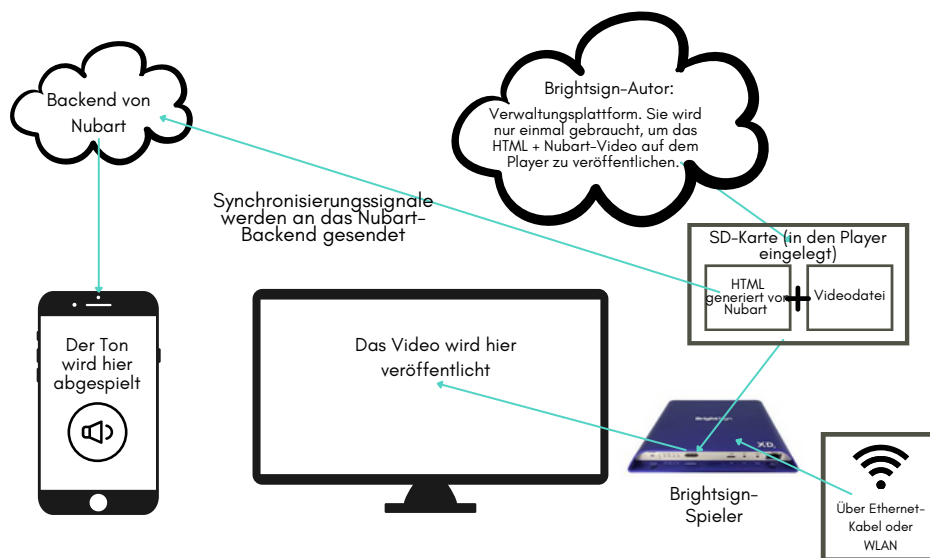 Backend von
Nubart
Brightsign-Autor:
Verwaltungsplattform. Sie wird
nur einmal gebraucht, um das
HTML + Nubart-Video auf dem
Player zu veröffentlichen.
Synchronisierungssignale
werden an das Nubart-
Backend gesendet
SD-Karte (in den Player
eingelegt)
HTML
generiert von
Nubart
+
Videodatei
Der Ton
wird hier
abgespielt
Das Video wird hier
veröffentlicht
BrightSign
XD
Brightsign-
Spieler
Über Ethernet-
Kabel oder
WLAN